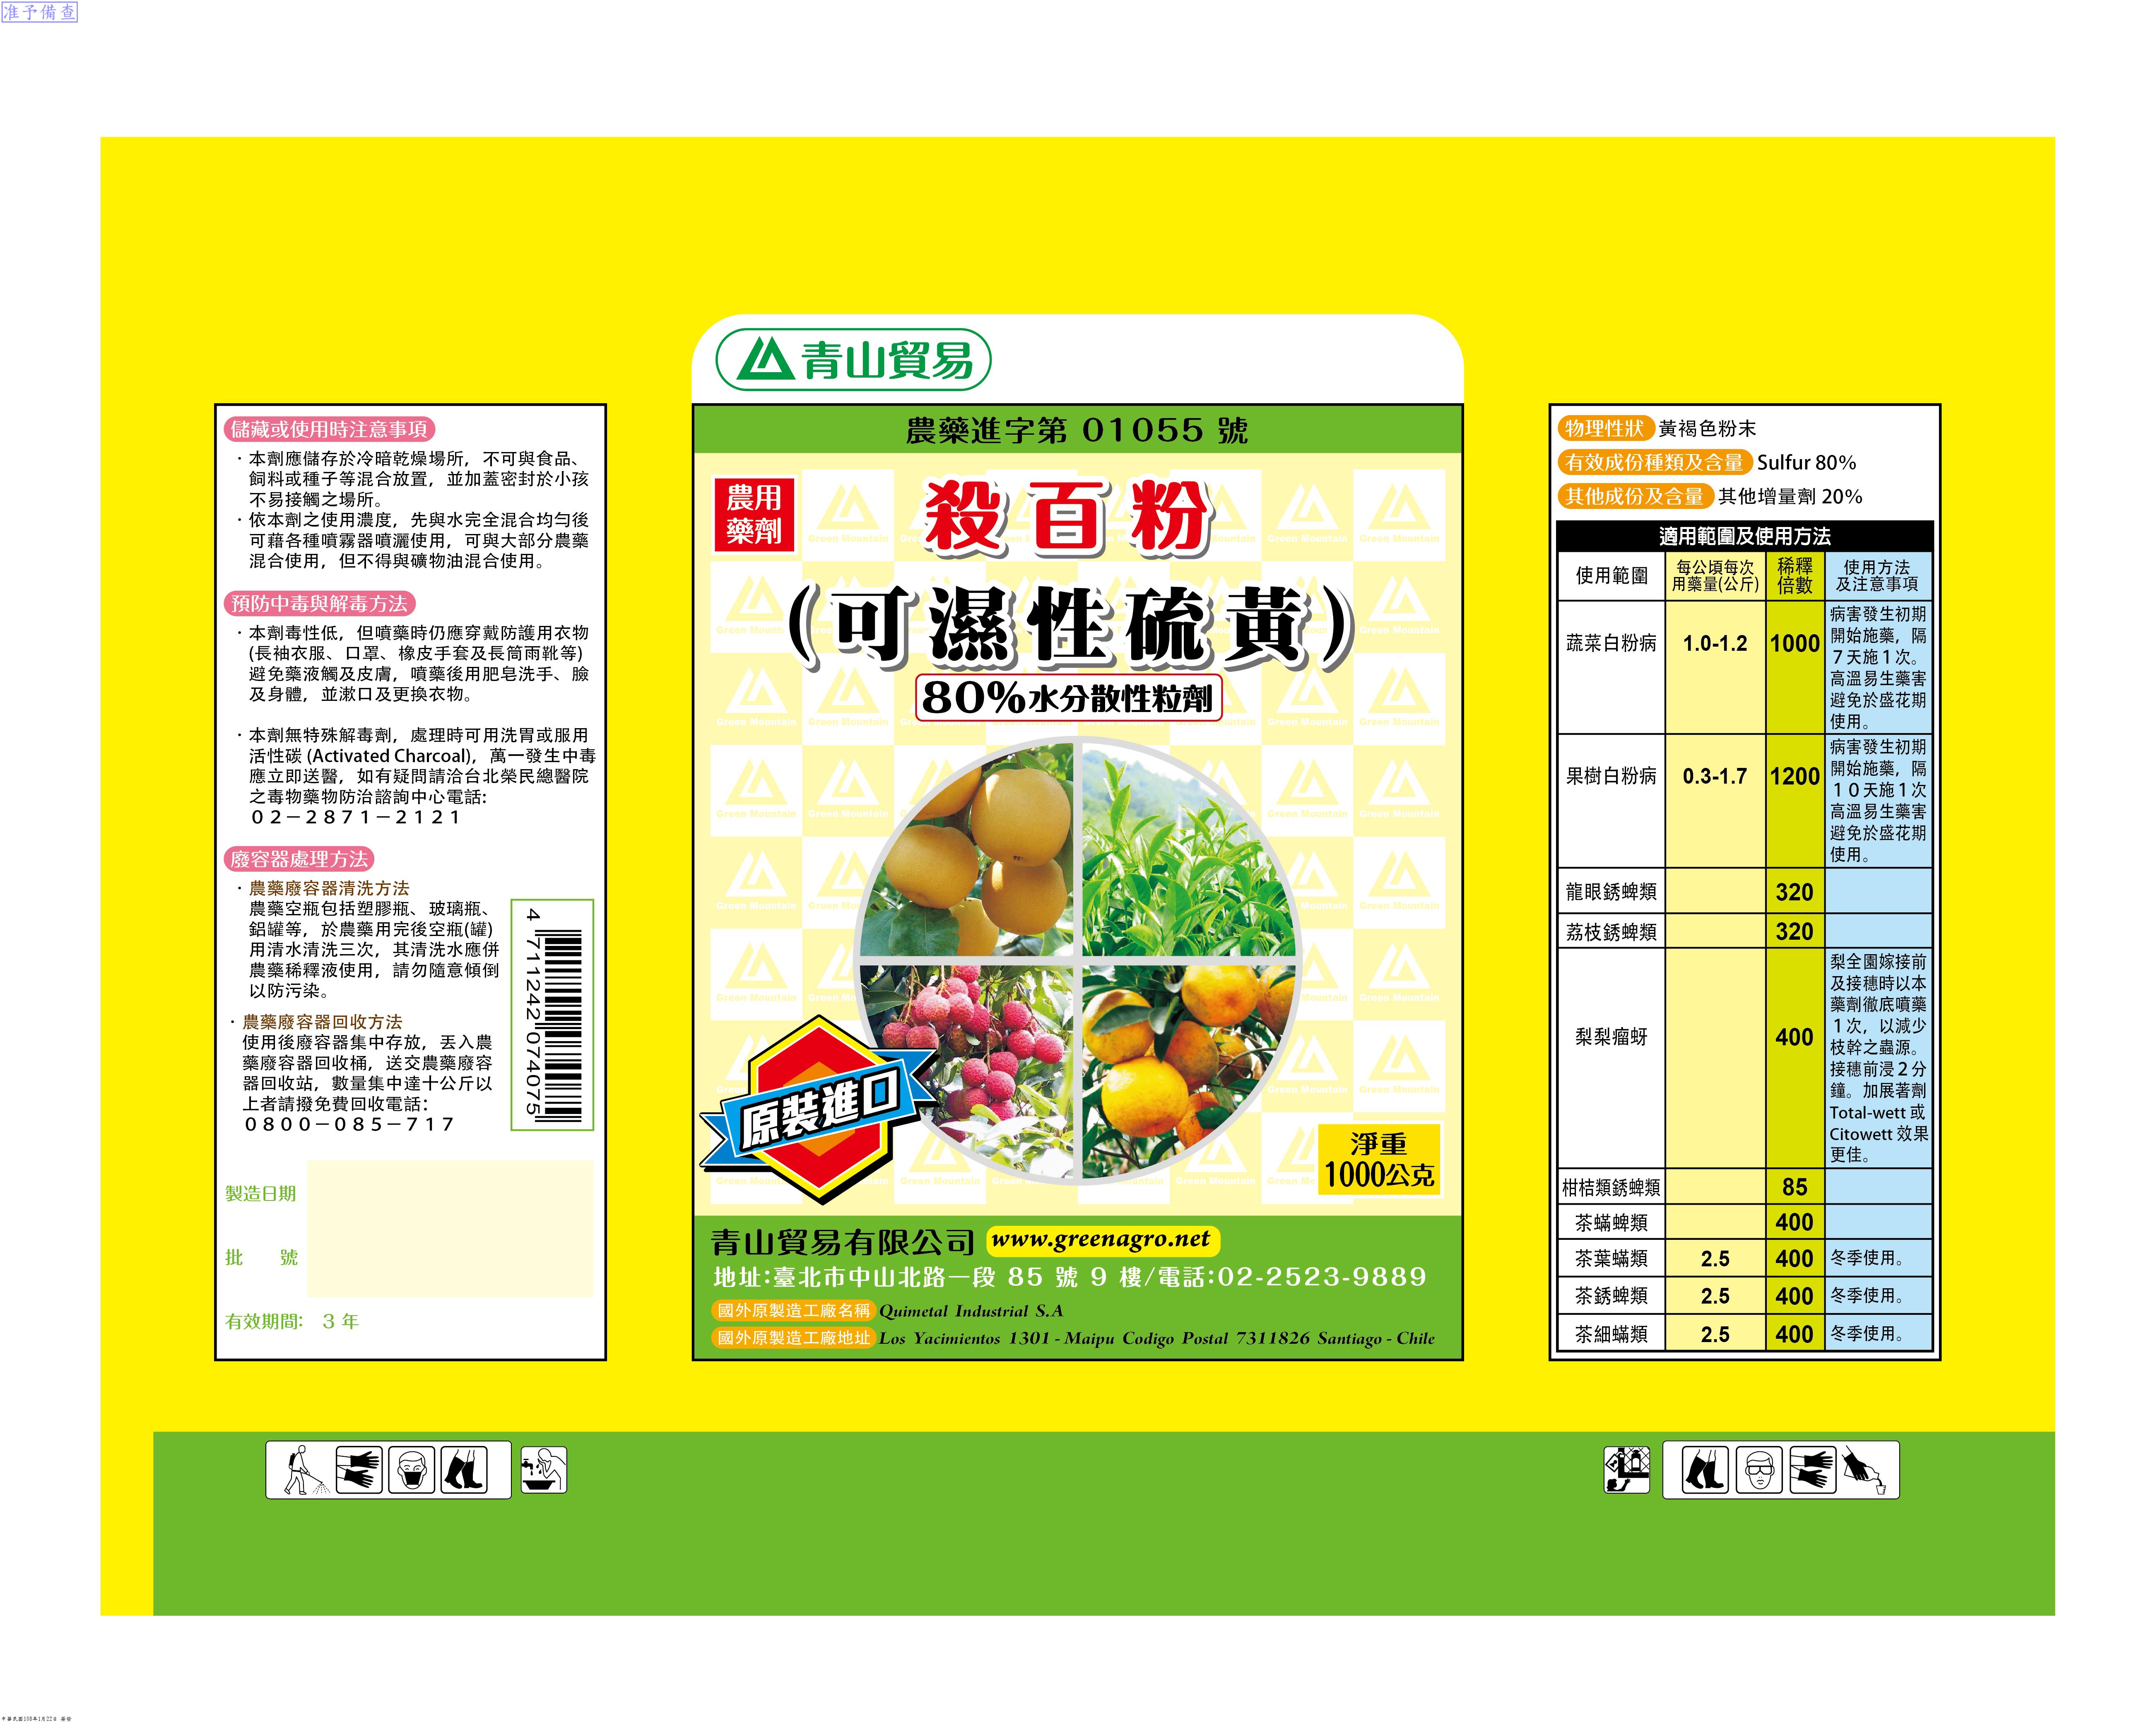 准予備查
儲藏或使用時注意事項
·本劑應儲存於冷暗乾燥場所，不可與食品、
飼料或種子等混合放置，並加蓋密封於小孩
不易接觸之場所。
·依本劑之使用濃度，先與水完全混合均勻後
可藉各種噴霧器噴灑使用，可與大部分農藥
混合使用，但不得與礦物油混合使用。
預防中毒與解毒方法
·本劑毒性低，但噴藥時仍應穿戴防護用衣物
(長袖衣服、口罩、橡皮手套及長筒雨靴等)
避免藥液觸及皮膚，噴藥後用肥皂洗手、臉
及身體，並漱口及更換衣物。
·本劑無特殊解毒劑，處理時可用洗胃或服用
活性碳 (Activated Charcoal)，萬一發生中毒
應立即送醫，如有疑問請洽台北榮民總醫院
之毒物藥物防治諮詢中心電話:
02－2871－2121
廢容器處理方法
·農藥廢容器清洗方法
農藥空瓶包括塑膠瓶、玻璃瓶、
鋁罐等，於農藥用完後空瓶(罐)
用清水清洗三次，其清洗水應併
農藥稀釋液使用，請勿隨意傾倒
以防污染。
·農藥廢容器回收方法
使用後廢容器集中存放，丟入農
藥廢容器回收桶，送交農藥廢容
器回收站，數量集中達十公斤以
上者請撥免費回收電話:
0800－085－717
4 711242 074075
製造日期
批 號
有效期間: 3 年
青山貿易
農藥進字第 01055 號
農用
藥劑
殺百粉
(可濕性硫黃)
80%水分散性粒劑
Green Mountain
原裝進口
淨重
1000公克
青山貿易有限公司 www.greenagro.net
地址:臺北市中山北路一段 85 號 9 樓/電話:02-2523-9889
國外原製造工廠名稱 Quimetal Industrial S.A
國外原製造工廠地址 Los Yacimientos 1301 - Maipu Codigo Postal 7311826 Santiago - Chile
物理性狀 黃褐色粉末
有效成份種類及含量 Sulfur 80%
其他成份及含量 其他增量劑 20%
適用範圍及使用方法
使用範圍
每公頃每次
用藥量(公斤)
稀釋
倍數
使用方法
及注意事項
蔬菜白粉病 1.0-1.2 1000
病害發生初期
開始施藥，隔
7天施1次。
高溫易生藥害
避免於盛花期
使用。
果樹白粉病 0.3-1.7 1200
病害發生初期
開始施藥，隔
10天施1次
高溫易生藥害
避免於盛花期
使用。
龍眼銹蜱類 320
荔枝銹蜱類 320
梨梨瘤蚜 400
梨全園嫁接前
及接穗時以本
藥劑徹底噴藥
1次，以減少
枝幹之蟲源。
接穗前浸2分
鐘。加展著劑
Total-wett 或
Citowett 效果
更佳。
柑桔類銹蜱類 85
茶蟎蜱類 400
茶葉蟎類 2.5 400 冬季使用。
茶銹蜱類 2.5 400 冬季使用。
茶細蟎類 2.5 400 冬季使用。